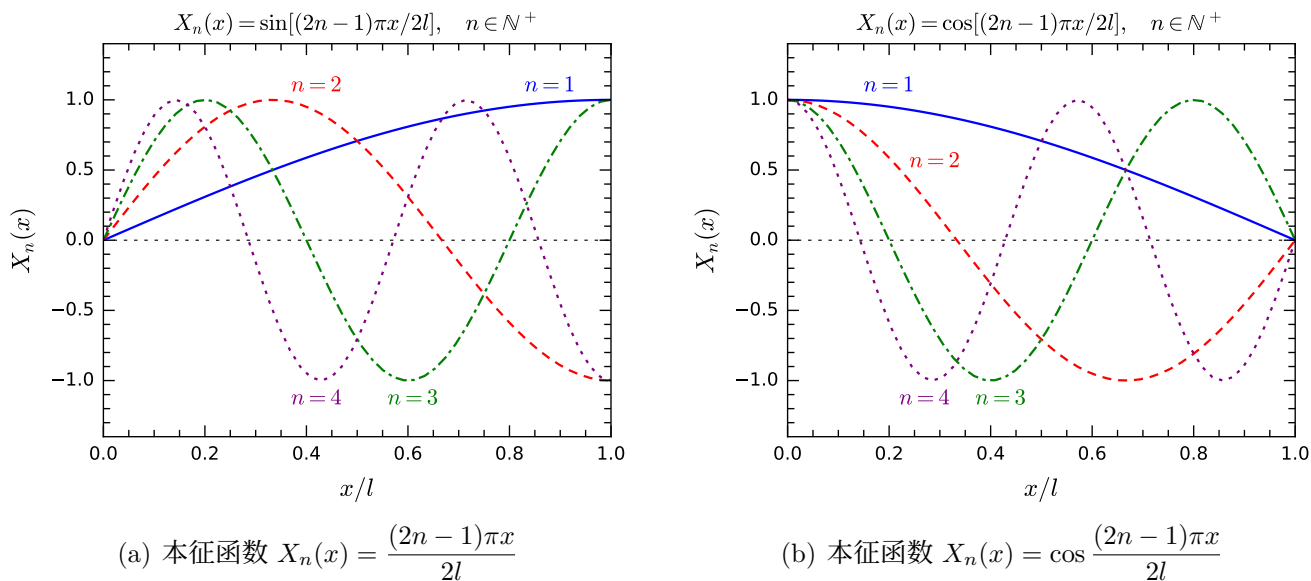 X_n(x) = sin[(2n − 1)πx/2l], n ∈ ℕ⁺
n = 2
n = 1
1.0
0.5
0.0
−0.5
−1.0
X_n(x)
n = 4
n = 3
0.0 0.2 0.4 0.6 0.8 1.0
x/l
(a) 本征函数 X_n(x) = (2n − 1)πx / 2l
X_n(x) = cos[(2n − 1)πx/2l], n ∈ ℕ⁺
n = 1
n = 2
1.0
0.5
0.0
−0.5
−1.0
X_n(x)
n = 4
n = 3
0.0 0.2 0.4 0.6 0.8 1.0
x/l
(b) 本征函数 X_n(x) = cos (2n − 1)πx / 2l